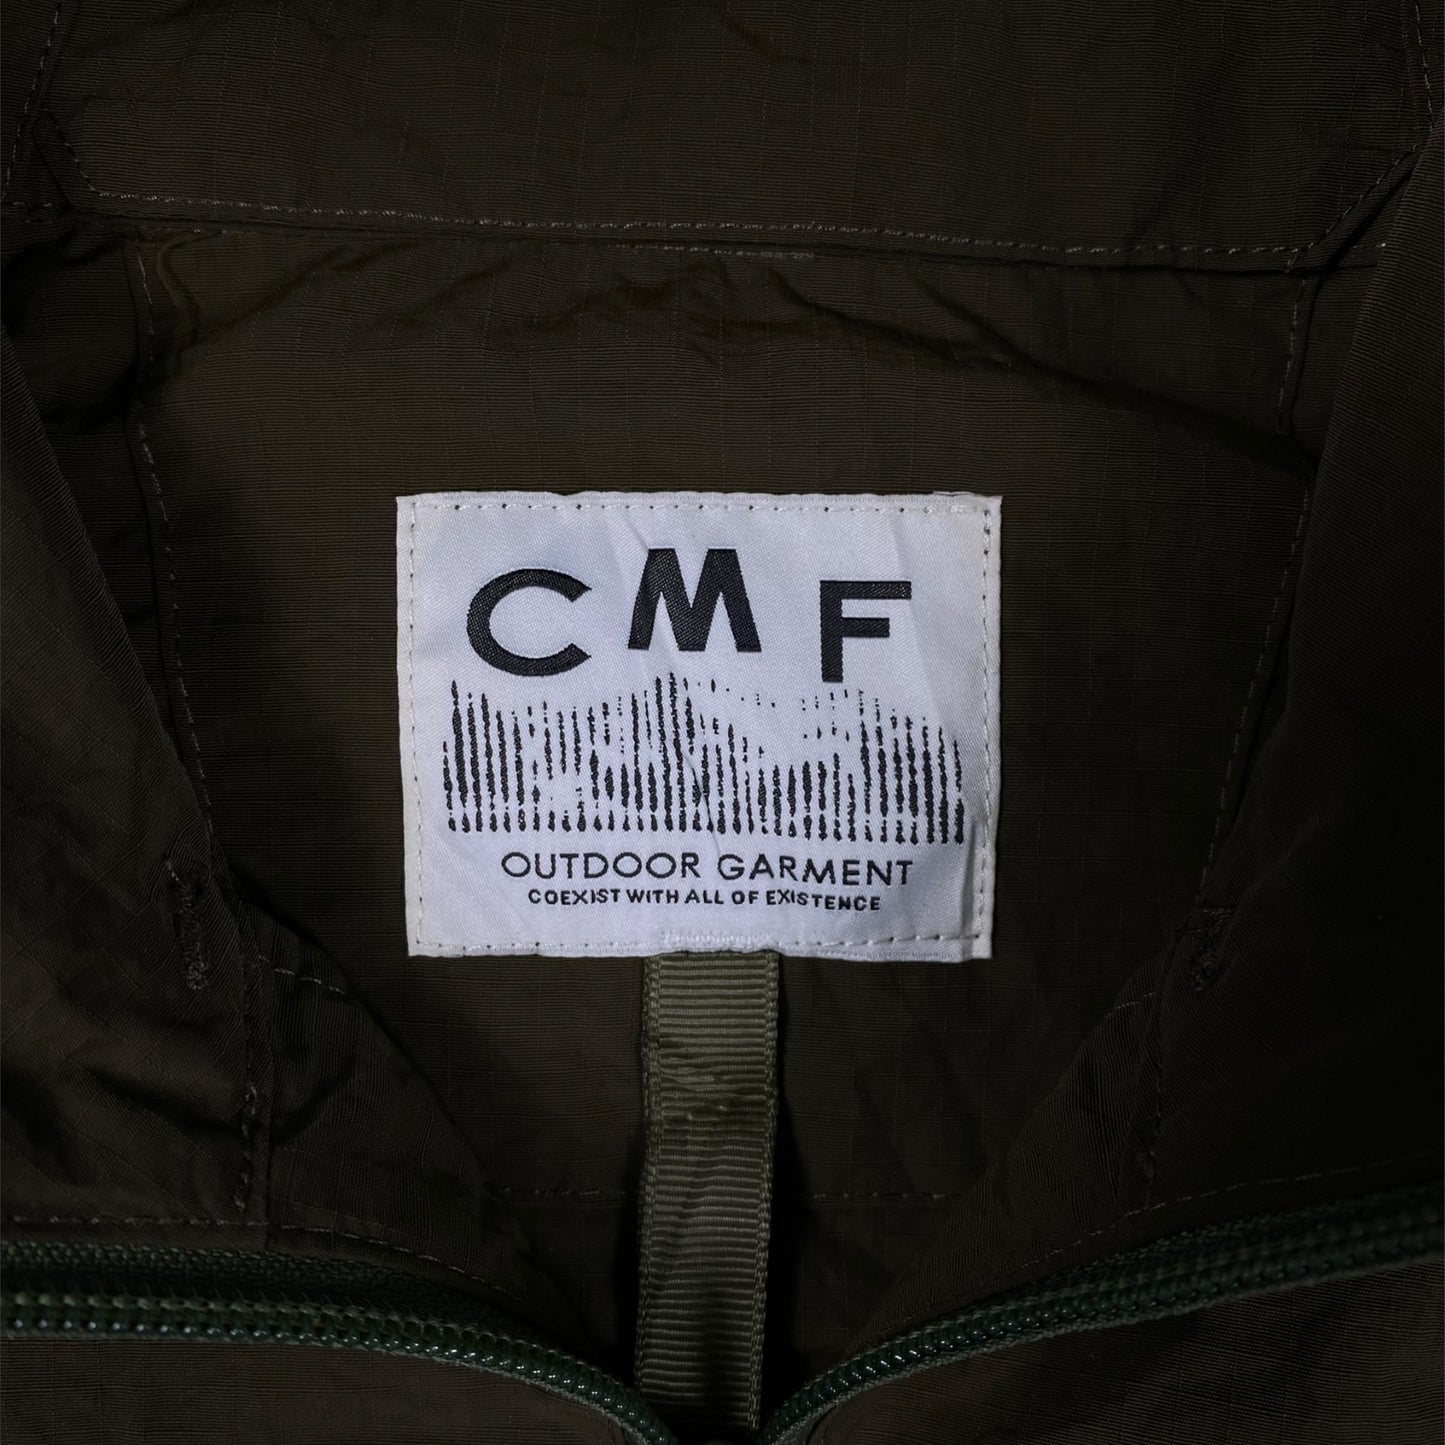 CMF
OUTDOOR GARMENT
COEXIST WITH ALL OF EXISTENCE